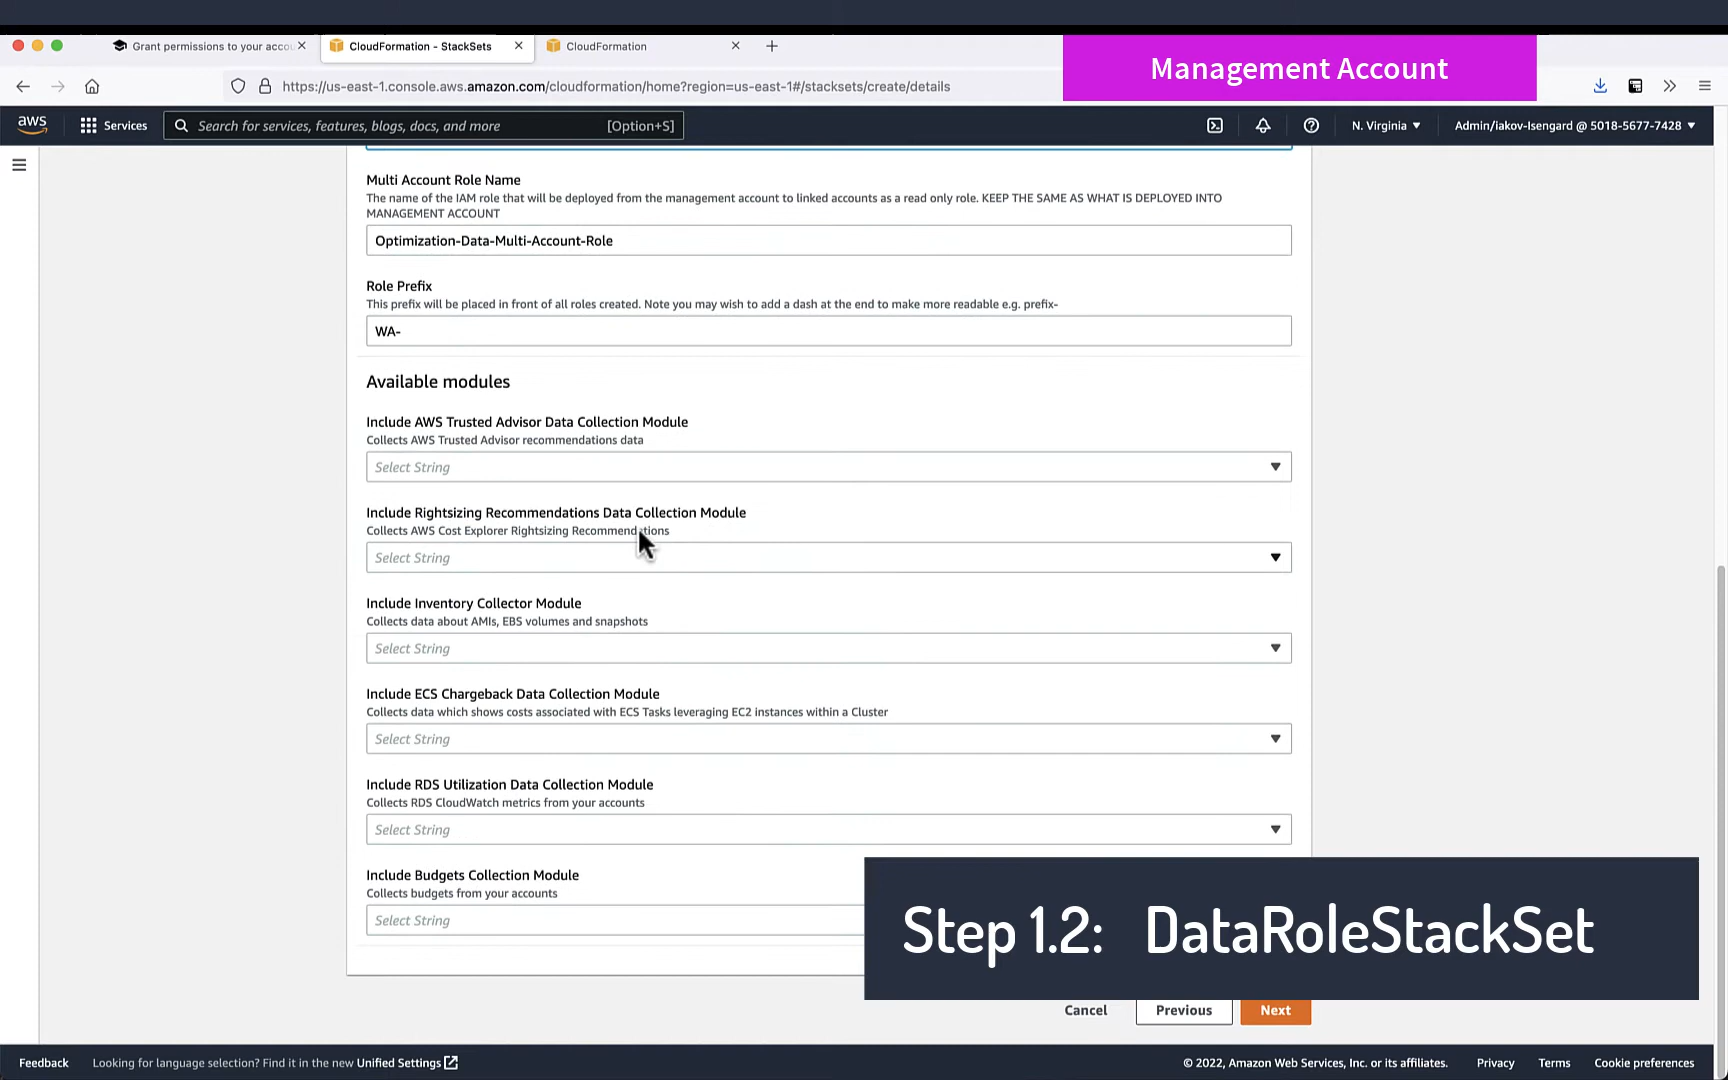 Grant permissions to your accou
CloudFormation - StackSets
CloudFormation
Management Account
https://us-east-1.console.aws.amazon.com/cloudformation/home?region=us-east-1#/stacksets/create/details
aws
Services
Search for services, features, blogs, docs, and more
[Option+S]
N. Virginia
Admin/iakov-Isengard @ 5018-5677-7428
Multi Account Role Name
The name of the IAM role that will be deployed from the management account to linked accounts as a read only role. KEEP THE SAME AS WHAT IS DEPLOYED INTO
MANAGEMENT ACCOUNT
Optimization-Data-Multi-Account-Role
Role Prefix
This prefix will be placed in front of all roles created. Note you may wish to add a dash at the end to make more readable e.g. prefix-
WA-
Available modules
Include AWS Trusted Advisor Data Collection Module
Collects AWS Trusted Advisor recommendations data
Select String
Include Rightsizing Recommendations Data Collection Module
Collects AWS Cost Explorer Rightsizing Recommendations
Select String
Include Inventory Collector Module
Collects data about AMIs, EBS volumes and snapshots
Select String
Include ECS Chargeback Data Collection Module
Collects data which shows costs associated with ECS Tasks leveraging EC2 instances within a Cluster
Select String
Include RDS Utilization Data Collection Module
Collects RDS CloudWatch metrics from your accounts
Select String
Include Budgets Collection Module
Collects budgets from your accounts
Select String
Step 1.2: DataRoleStackSet
Cancel
Previous
Next
Feedback
Looking for language selection? Find it in the new Unified Settings
© 2022, Amazon Web Services, Inc. or its affiliates.
Privacy
Terms
Cookie preferences